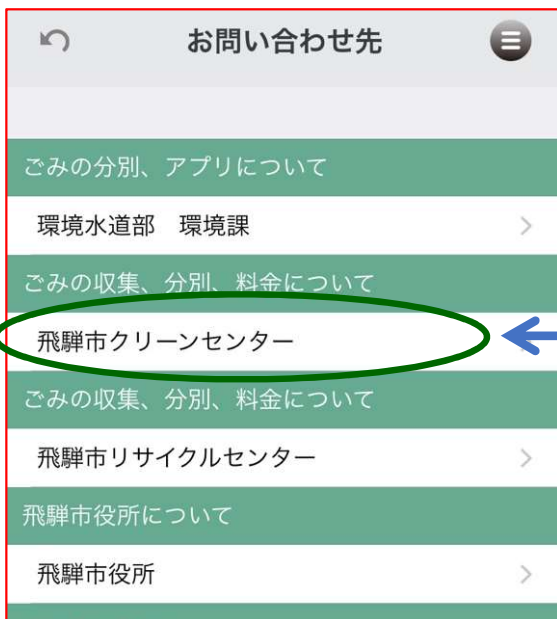 お問い合わせ先
ごみの分別、アプリについて
環境水道部　環境課
ごみの収集、分別、料金について
飛騨市クリーンセンター
ごみの収集、分別、料金について
飛騨市リサイクルセンター
飛騨市役所について
飛騨市役所